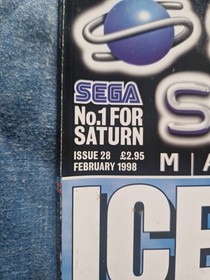 SEGA
No.1 FOR
SATURN
ISSUE 28 £2.95
FEBRUARY 1998
S
M | A
ICE